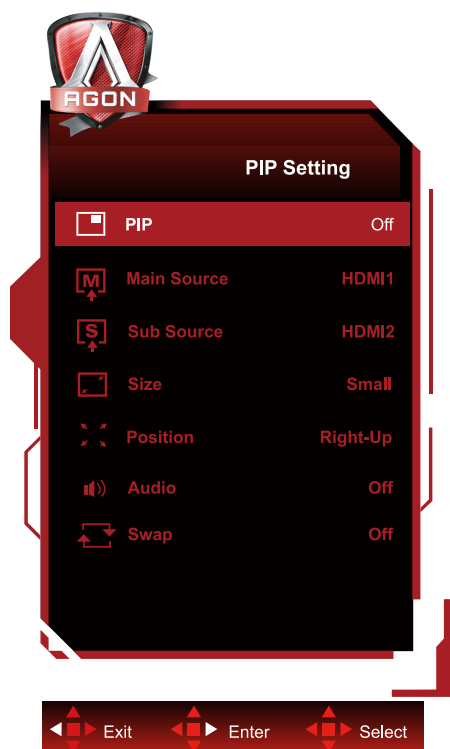 AGON
PIP Setting
PIP Off
M Main Source HDMI1
S Sub Source HDMI2
Size Small
Position Right-Up
Audio Off
Swap Off
Exit Enter Select